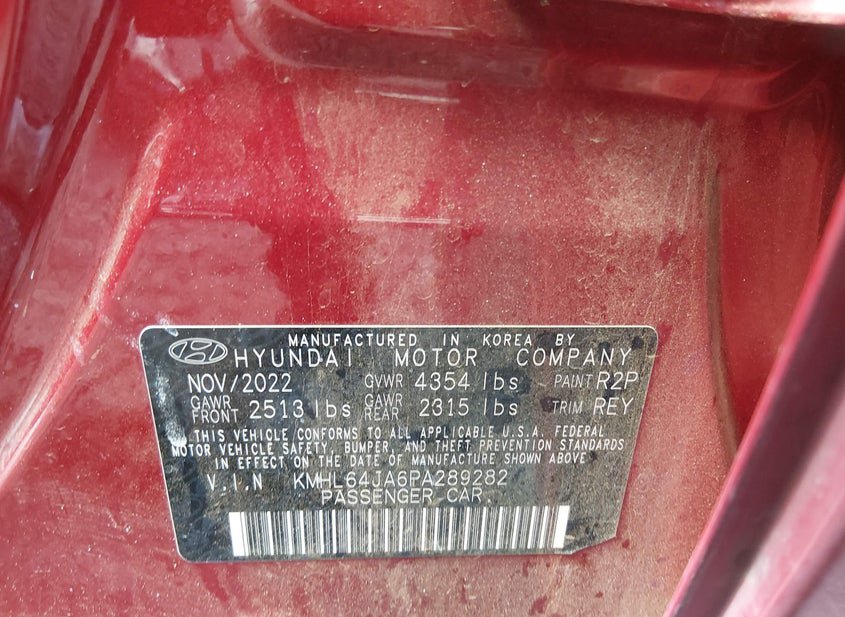 MANUFACTURED IN KOREA BY
HYUNDAI MOTOR COMPANY
NOV/2022 GVWR 4354 lbs PAINT R2P
GAWR FRONT 2513 lbs GAWR REAR 2315 lbs TRIM REY
THIS VEHICLE CONFORMS TO ALL APPLICABLE U.S.A. FEDERAL
MOTOR VEHICLE SAFETY, BUMPER, AND THEFT PREVENTION STANDARDS
IN EFFECT ON THE DATE OF MANUFACTURE SHOWN ABOVE
V.I.N KMHL64JA6PA289282
PASSENGER CAR